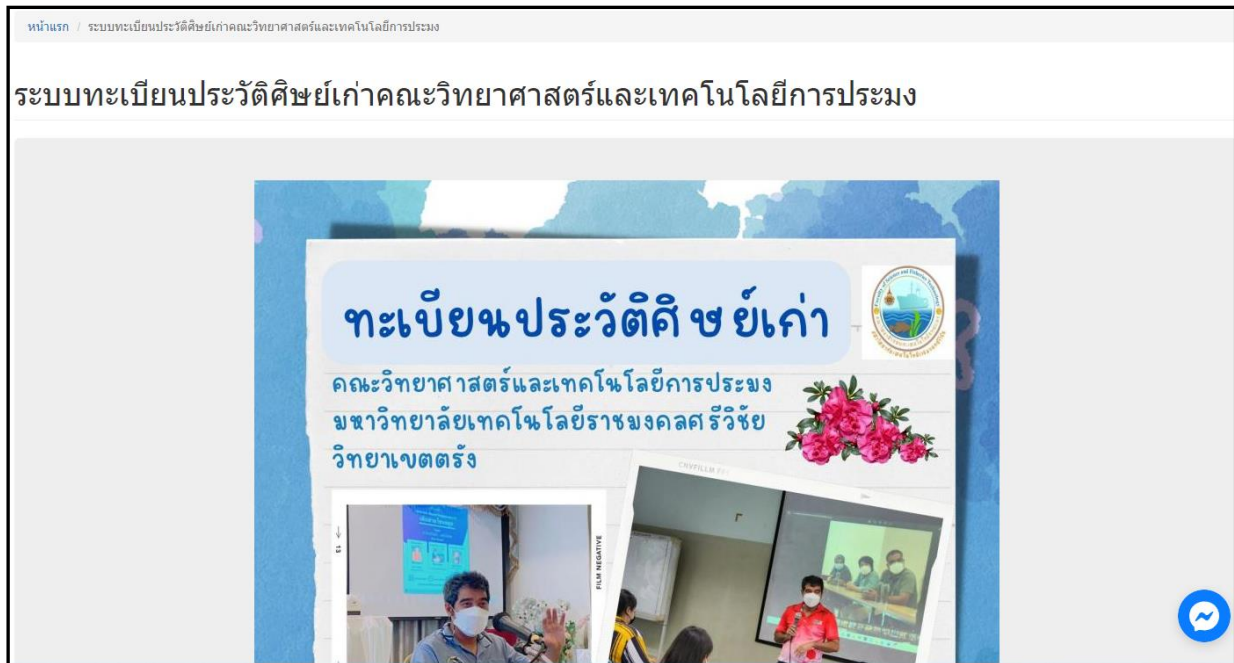 หน้าแรก / ระบบทะเบียนประวัติศิษย์เก่าคณะวิทยาศาสตร์และเทคโนโลยีการประมง
ระบบทะเบียนประวัติศิษย์เก่าคณะวิทยาศาสตร์และเทคโนโลยีการประมง
ทะเบียนประวัติศิษย์เก่า
Faculty of Science and Fisheries Technology
คณะวิทยาศาสตร์และเทคโนโลยีการประมง
มหาวิทยาลัยเทคโนโลยีราชมงคลศรีวิชัย
วิทยาเขตตรัง
FILM NEGATIVE